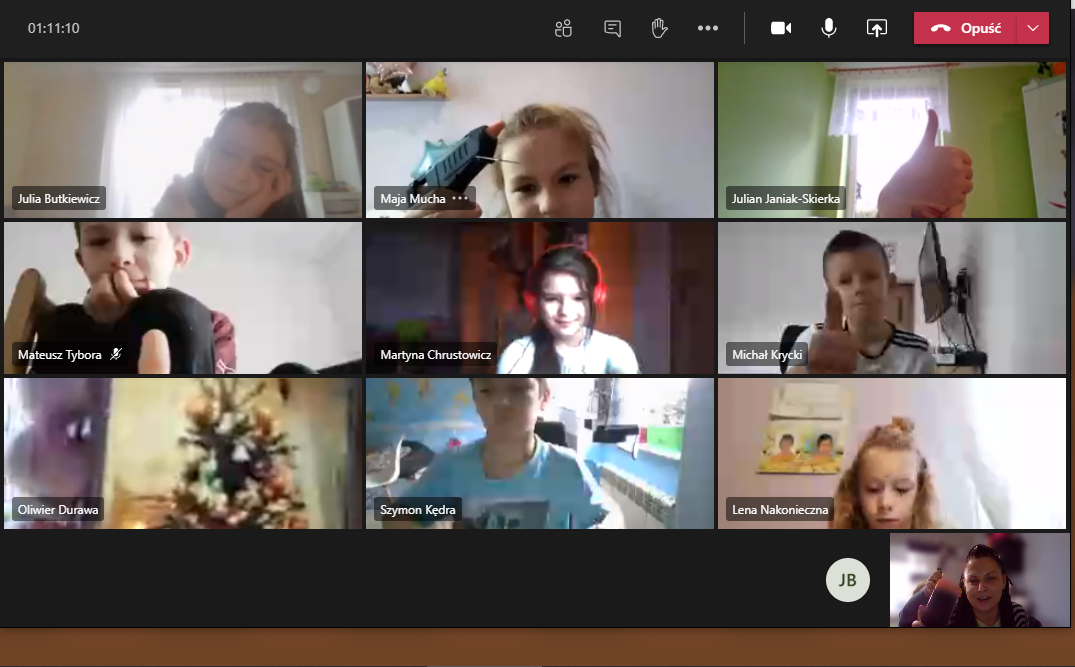 01:11:10
Opuść
Julia Butkiewicz
Maja Mucha
Julian Janiak-Skierka
Mateusz Tybora
Martyna Chrustowicz
Michał Krycki
Oliwier Durawa
Szymon Kędra
Lena Nakonieczna
JB